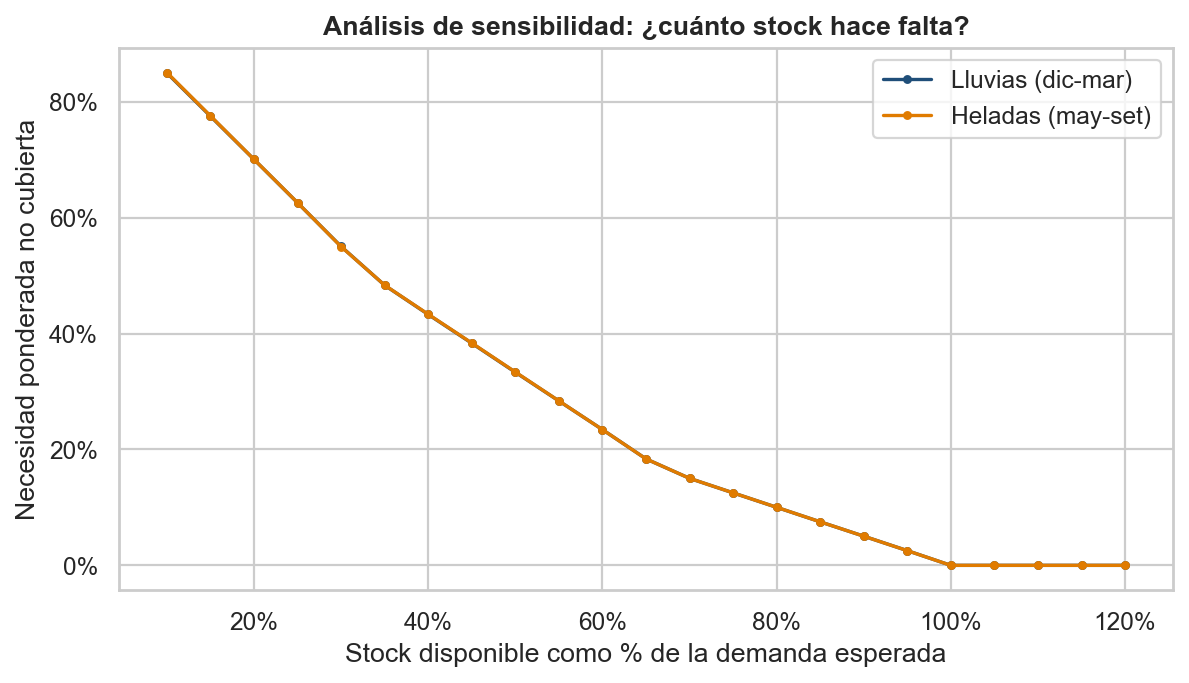 Análisis de sensibilidad: ¿cuánto stock hace falta?
Lluvias (dic-mar)
Heladas (may-set)
Necesidad ponderada no cubierta
80%
60%
40%
20%
0%
20%
40%
60%
80%
100%
120%
Stock disponible como % de la demanda esperada